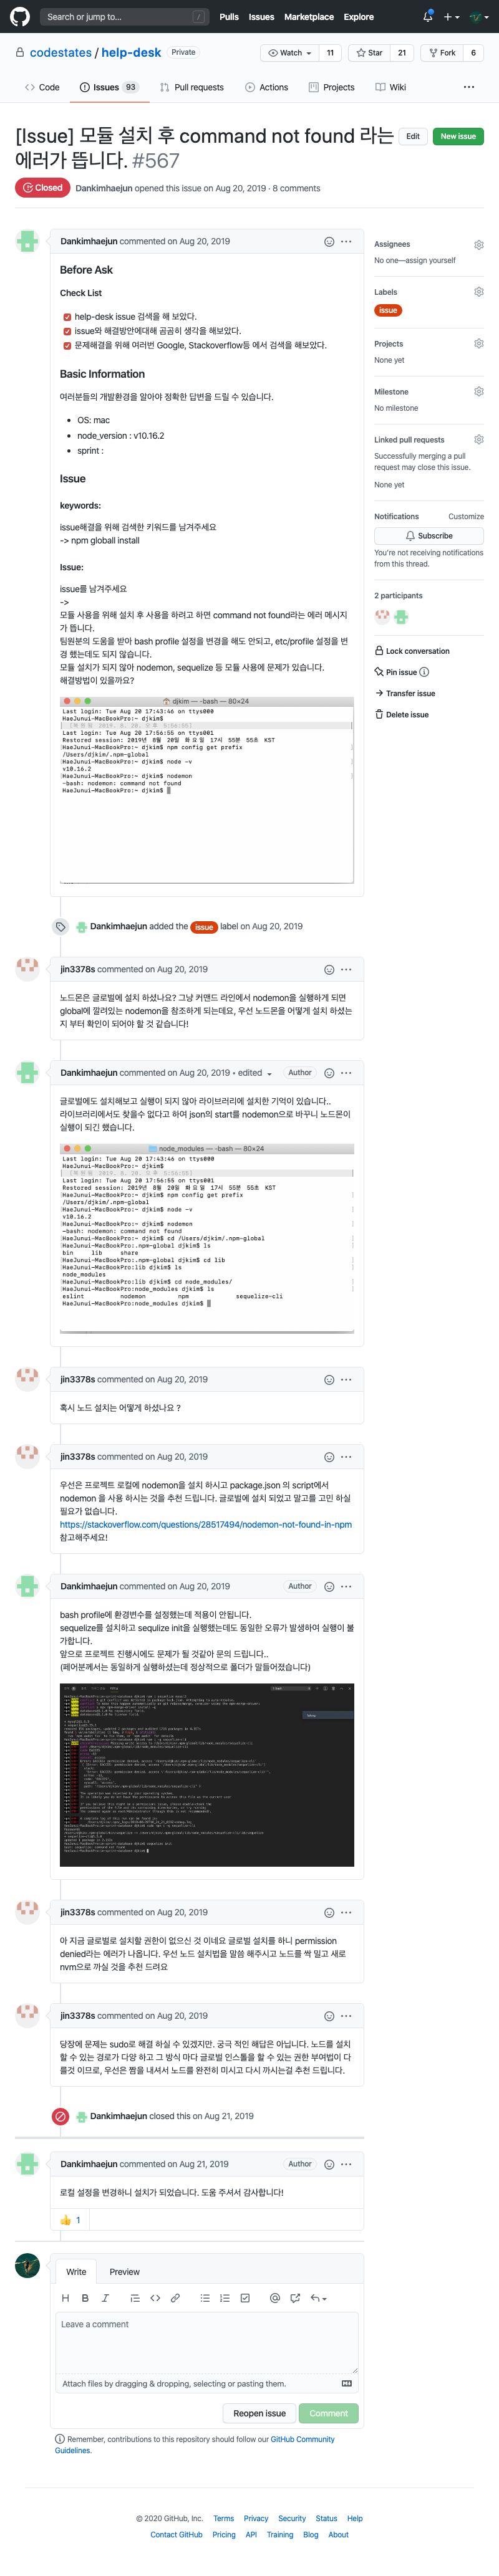 Search or jump to...
/
Pulls Issues Marketplace Explore
codestates / help-desk Private
Watch 11 Star 21 Fork 6
Code Issues 93 Pull requests Actions Projects Wiki
[Issue] 모듈 설치 후 command not found 라는
에러가 뜹니다. #567
Edit New issue
Closed Dankimhaejun opened this issue on Aug 20, 2019 · 8 comments
Dankimhaejun commented on Aug 20, 2019
Before Ask
Check List
help-desk issue 검색을 해 보았다.
issue와 해결방안에대해 곰곰히 생각을 해보았다.
문제해결을 위해 여러번 Google, Stackoverflow등 에서 검색을 해보았다.
Basic Information
여러분들의 개발환경을 알아야 정확한 답변을 드릴 수 있습니다.
OS: mac
node_version : v10.16.2
sprint :
Issue
keywords:
issue해결을 위해 검색한 키워드를 남겨주세요
-> npm globall install
Issue:
issue를 남겨주세요
->
모듈 사용을 위해 설치 후 사용을 하려고 하면 command not found라는 에러 메시지
가 뜹니다.
팀원분의 도움을 받아 bash profile 설정을 변경을 해도 안되고, etc/profile 설정을 변
경 했는데도 되지 않습니다.
모듈 설치가 되지 않아 nodemon, sequelize 등 모듈 사용에 문제가 있습니다.
해결방법이 있을까요?
djkim — -bash — 80×24
Last login: Tue Aug 20 17:43:46 on ttys000
HaeJunui-MacBookPro:~ djkim$
[복원됨 2019. 8. 20. 오후 5:56:55]
Last login: Tue Aug 20 17:56:55 on ttys001
Restored session: 2019년 8월 20일 화요일 17시 55분 55초 KST
HaeJunui-MacBookPro:~ djkim$ npm config get prefix
/Users/djkim/.npm-global
HaeJunui-MacBookPro:~ djkim$ node -v
v10.16.2
HaeJunui-MacBookPro:~ djkim$ nodemon
-bash: nodemon: command not found
HaeJunui-MacBookPro:~ djkim$
Dankimhaejun added the issue label on Aug 20, 2019
jin3378s commented on Aug 20, 2019
노드몬은 글로벌에 설치 하셨나요? 그냥 커맨드 라인에서 nodemon을 실행하게 되면
global에 깔려있는 nodemon을 참조하게 되는데요, 우선 노드몬을 어떻게 설치 하셨는
지 부터 확인이 되어야 할 것 같습니다!
Dankimhaejun commented on Aug 20, 2019 • edited Author
글로벌에도 설치해보고 실행이 되지 않아 라이브러리에 설치한 기억이 있습니다..
라이브러리에서도 찾을수 없다고 하여 json의 start를 nodemon으로 바꾸니 노드몬이
실행이 되긴 했습니다.
node_modules — -bash — 80×24
Last login: Tue Aug 20 17:43:46 on ttys000
HaeJunui-MacBookPro:~ djkim$
[복원됨 2019. 8. 20. 오후 5:56:55]
Last login: Tue Aug 20 17:56:55 on ttys001
Restored session: 2019년 8월 20일 화요일 17시 55분 55초 KST
HaeJunui-MacBookPro:~ djkim$ npm config get prefix
/Users/djkim/.npm-global
HaeJunui-MacBookPro:~ djkim$ node -v
v10.16.2
HaeJunui-MacBookPro:~ djkim$ nodemon
-bash: nodemon: command not found
HaeJunui-MacBookPro:~ djkim$ cd /Users/djkim/.npm-global
HaeJunui-MacBookPro:.npm-global djkim$ ls
bin lib share
HaeJunui-MacBookPro:.npm-global djkim$ cd lib
HaeJunui-MacBookPro:lib djkim$ ls
node_modules
HaeJunui-MacBookPro:lib djkim$ cd node_modules/
HaeJunui-MacBookPro:node_modules djkim$ ls
eslint nodemon npm sequelize-cli
HaeJunui-MacBookPro:node_modules djkim$
jin3378s commented on Aug 20, 2019
혹시 노드 설치는 어떻게 하셨나요 ?
jin3378s commented on Aug 20, 2019
우선은 프로젝트 로컬에 nodemon을 설치 하시고 package.json 의 script에서
nodemon 을 사용 하시는 것을 추천 드립니다. 글로벌에 설치 되었고 말고를 고민 하실
필요가 없습니다.
https://stackoverflow.com/questions/28517494/nodemon-not-found-in-npm
참고해주세요!
Dankimhaejun commented on Aug 20, 2019 Author
bash profile에 환경변수를 설정했는데 적용이 안됩니다.
sequelize를 설치하고 sequlize init을 실행했는데도 동일한 오류가 발생하여 실행이 불
가합니다.
앞으로 프로젝트 진행시에도 문제가 될 것같아 문의 드립니다..
(페어분께서는 동일하게 실행하셨는데 정상적으로 폴더가 말들어졌습니다)
jin3378s commented on Aug 20, 2019
아 지금 글로벌로 설치할 권한이 없으신 것 이네요 글로벌 설치를 하니 permission
denied라는 에러가 나옵니다. 우선 노드 설치법을 말씀 해주시고 노드를 싹 밀고 새로
nvm으로 까실 것을 추천 드려요
jin3378s commented on Aug 20, 2019
당장에 문제는 sudo로 해결 하실 수 있겠지만. 궁극 적인 해답은 아닙니다. 노드를 설치
할 수 있는 경로가 다양 하고 그 방식 마다 글로벌 인스톨을 할 수 있는 권한 부여법이 다
를것 이므로, 우선은 짬을 내셔서 노드를 완전히 미시고 다시 까시는걸 추천 드립니다.
Dankimhaejun closed this on Aug 21, 2019
Dankimhaejun commented on Aug 21, 2019 Author
로컬 설정을 변경하니 설치가 되었습니다. 도움 주셔서 감사합니다!
👍 1
Write Preview
Leave a comment
Attach files by dragging & dropping, selecting or pasting them.
Reopen issue Comment
Remember, contributions to this repository should follow our GitHub Community
Guidelines.
Assignees
No one—assign yourself
Labels
issue
Projects
None yet
Milestone
No milestone
Linked pull requests
Successfully merging a pull
request may close this issue.
None yet
Notifications Customize
Subscribe
You're not receiving notifications
from this thread.
2 participants
Lock conversation
Pin issue
Transfer issue
Delete issue
© 2020 GitHub, Inc. Terms Privacy Security Status Help
Contact GitHub Pricing API Training Blog About